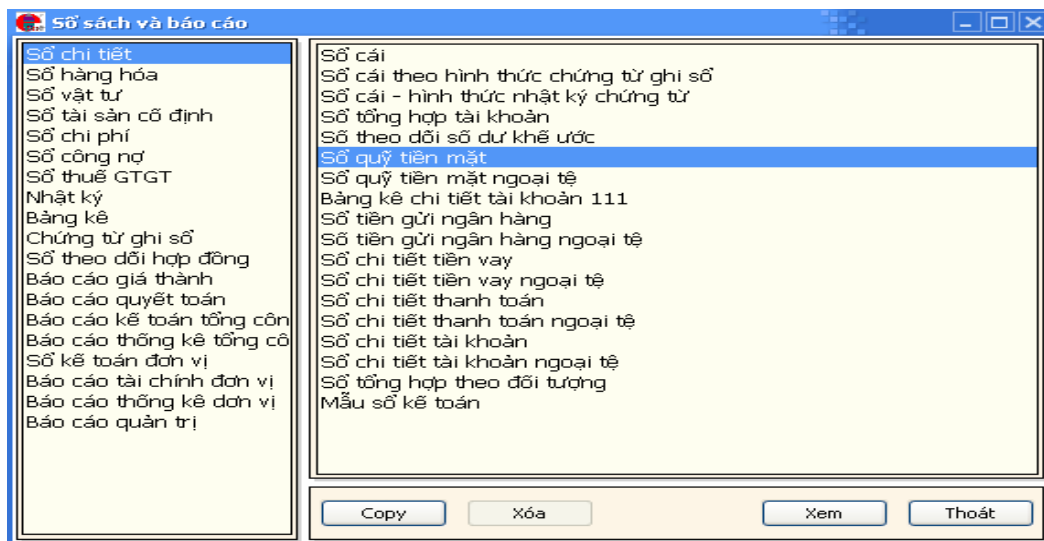 Sổ sách và báo cáo
Sổ chi tiết
Sổ hàng hóa
Sổ vật tư
Sổ tài sản cố định
Sổ chi phí
Sổ công nợ
Sổ thuế GTGT
Nhật ký
Bảng kê
Chứng từ ghi sổ
Sổ theo dõi hợp đồng
Báo cáo giá thành
Báo cáo quyết toán
Báo cáo kế toán tổng côn
Báo cáo thống kê tổng cô
Sổ kế toán đơn vị
Báo cáo tài chính đơn vị
Báo cáo thống kê dơn vị
Báo cáo quản trị
Sổ cái
Sổ cái theo hình thức chứng từ ghi sổ
Sổ cái - hình thức nhật ký chứng từ
Sổ tổng hợp tài khoản
Sổ theo dõi số dư khế ước
Sổ quỹ tiền mặt
Sổ quỹ tiền mặt ngoại tệ
Bảng kê chi tiết tài khoản 111
Sổ tiền gửi ngân hàng
Sổ tiền gửi ngân hàng ngoại tệ
Sổ chi tiết tiền vay
Sổ chi tiết tiền vay ngoại tệ
Sổ chi tiết thanh toán
Sổ chi tiết thanh toán ngoại tệ
Sổ chi tiết tài khoản
Sổ chi tiết tài khoản ngoại tệ
Sổ tổng hợp theo đối tượng
Mẫu sổ kế toán
Copy
Xóa
Xem
Thoát